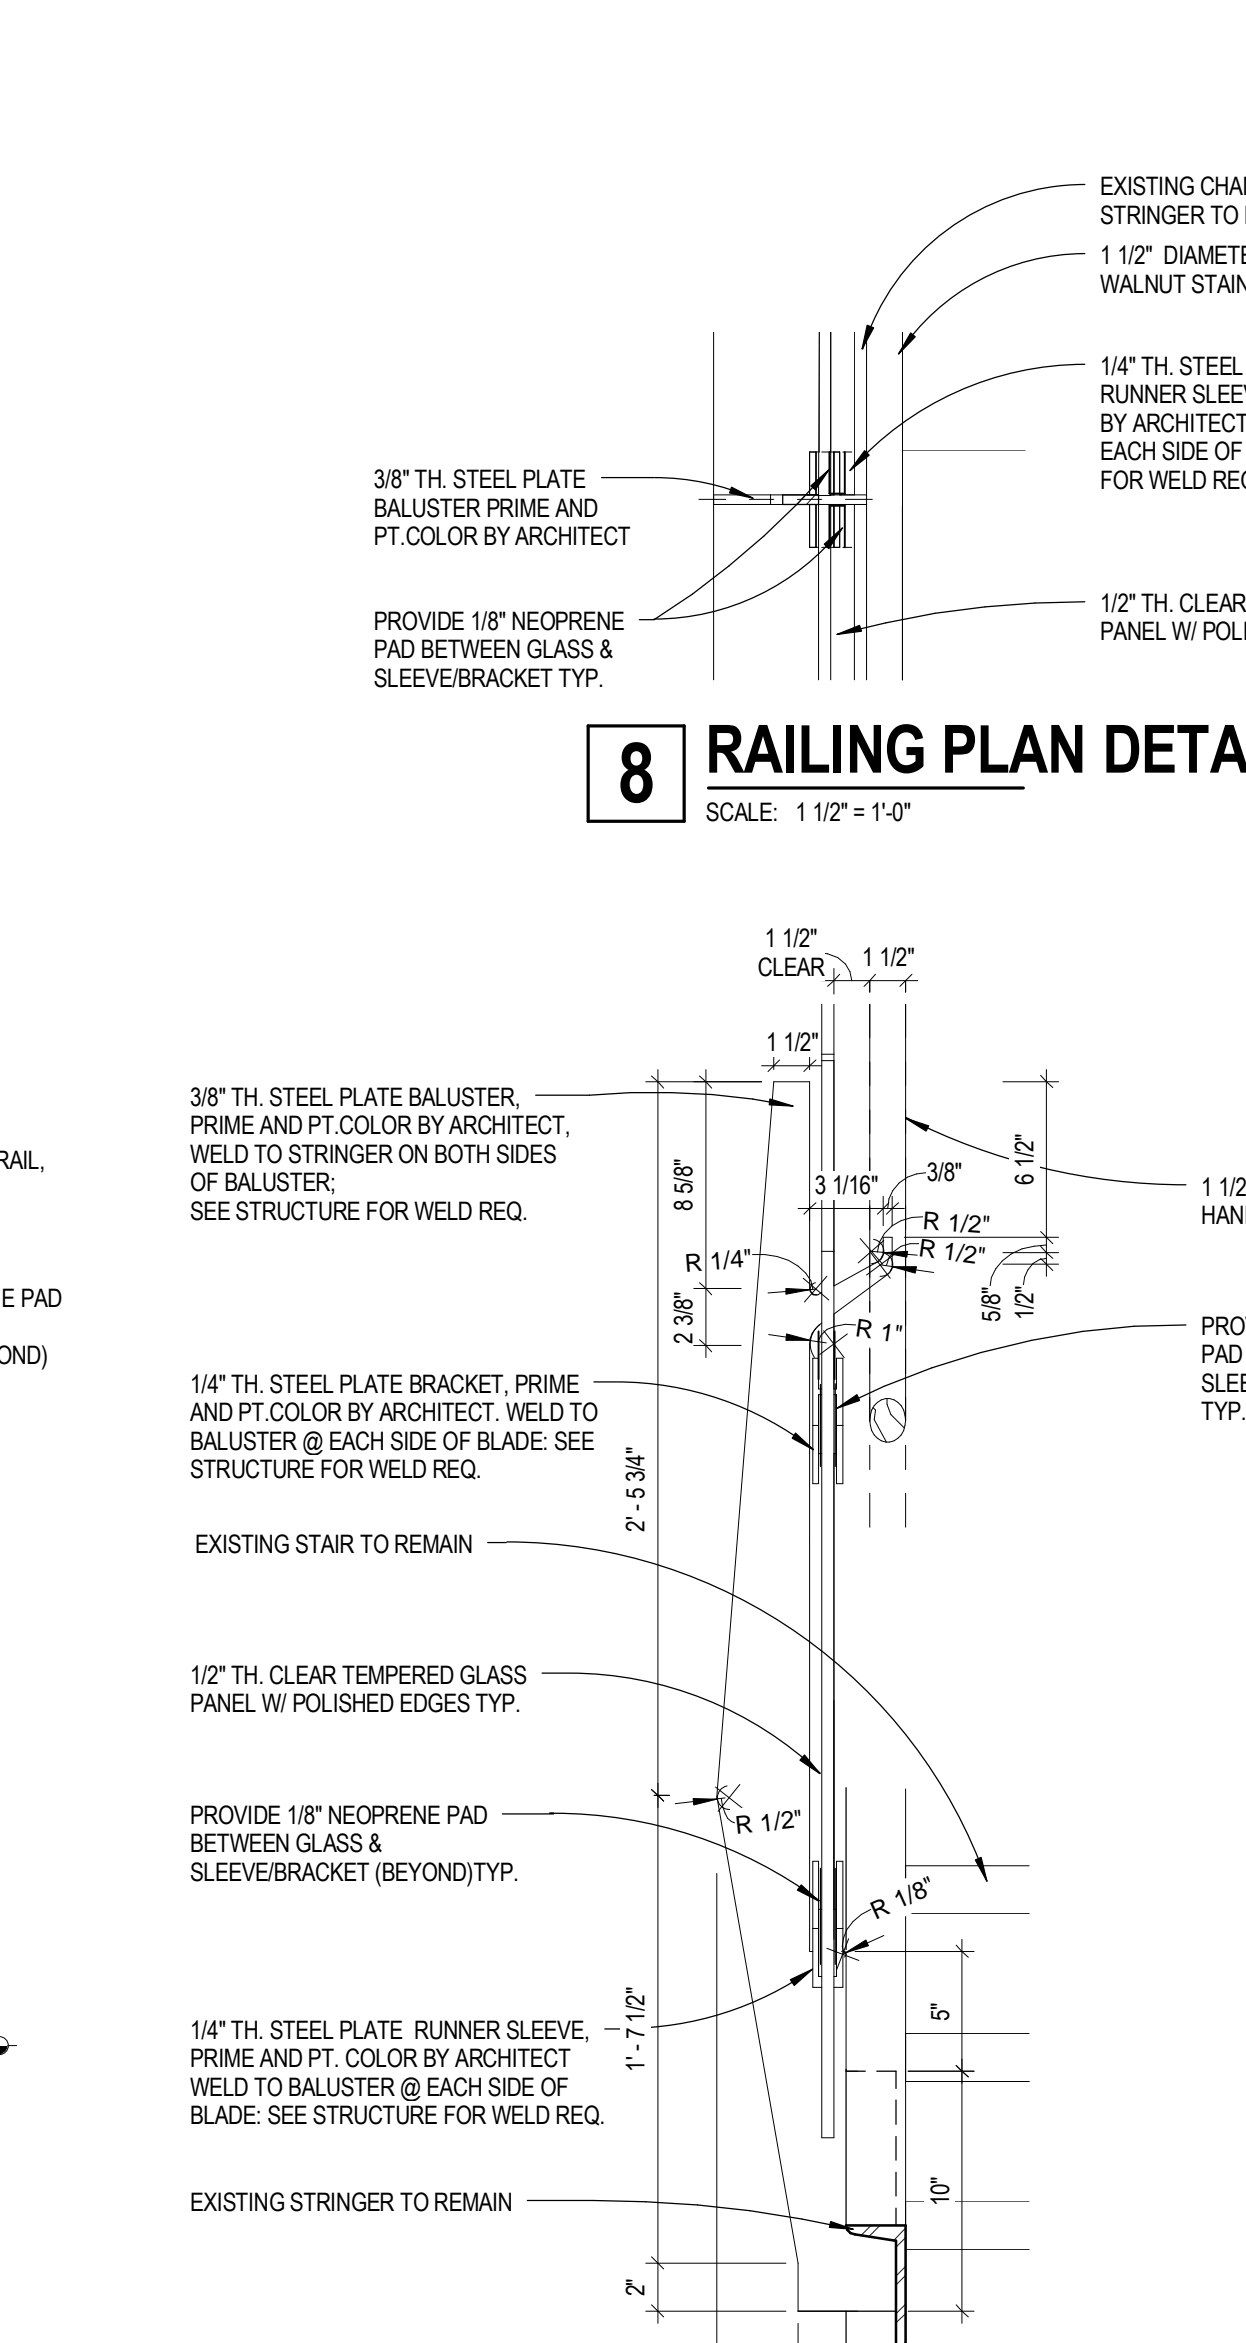 EXISTING CHA
STRINGER TO
1 1/2" DIAMETE
WALNUT STAIN
1/4" TH. STEEL
RUNNER SLEE
BY ARCHITECT
EACH SIDE OF
FOR WELD RE
3/8" TH. STEEL PLATE
BALUSTER PRIME AND
PT.COLOR BY ARCHITECT
PROVIDE 1/8" NEOPRENE
PAD BETWEEN GLASS &
SLEEVE/BRACKET TYP.
1/2" TH. CLEAR
PANEL W/ POLI
8
RAILING PLAN DETA
SCALE: 1 1/2" = 1'-0"
1 1/2"
CLEAR
1 1/2"
1 1/2"
3/8" TH. STEEL PLATE BALUSTER,
PRIME AND PT.COLOR BY ARCHITECT,
WELD TO STRINGER ON BOTH SIDES
OF BALUSTER;
SEE STRUCTURE FOR WELD REQ.
RAIL,
E PAD
OND)
8 5/8"
2 3/8"
3 1/16"
3/8"
6 1/2"
R 1/2"
R 1/2"
R 1/4"
5/8"
1/2"
R 1"
1 1/2
HAN
PRO
PAD
SLEE
TYP.
1/4" TH. STEEL PLATE BRACKET, PRIME
AND PT.COLOR BY ARCHITECT. WELD TO
BALUSTER @ EACH SIDE OF BLADE: SEE
STRUCTURE FOR WELD REQ.
2' - 5 3/4"
EXISTING STAIR TO REMAIN
1/2" TH. CLEAR TEMPERED GLASS
PANEL W/ POLISHED EDGES TYP.
R 1/2"
PROVIDE 1/8" NEOPRENE PAD
BETWEEN GLASS &
SLEEVE/BRACKET (BEYOND)TYP.
R 1/8"
5"
1' - 7 1/2"
1/4" TH. STEEL PLATE RUNNER SLEEVE,
PRIME AND PT. COLOR BY ARCHITECT
WELD TO BALUSTER @ EACH SIDE OF
BLADE: SEE STRUCTURE FOR WELD REQ.
10"
EXISTING STRINGER TO REMAIN
2"